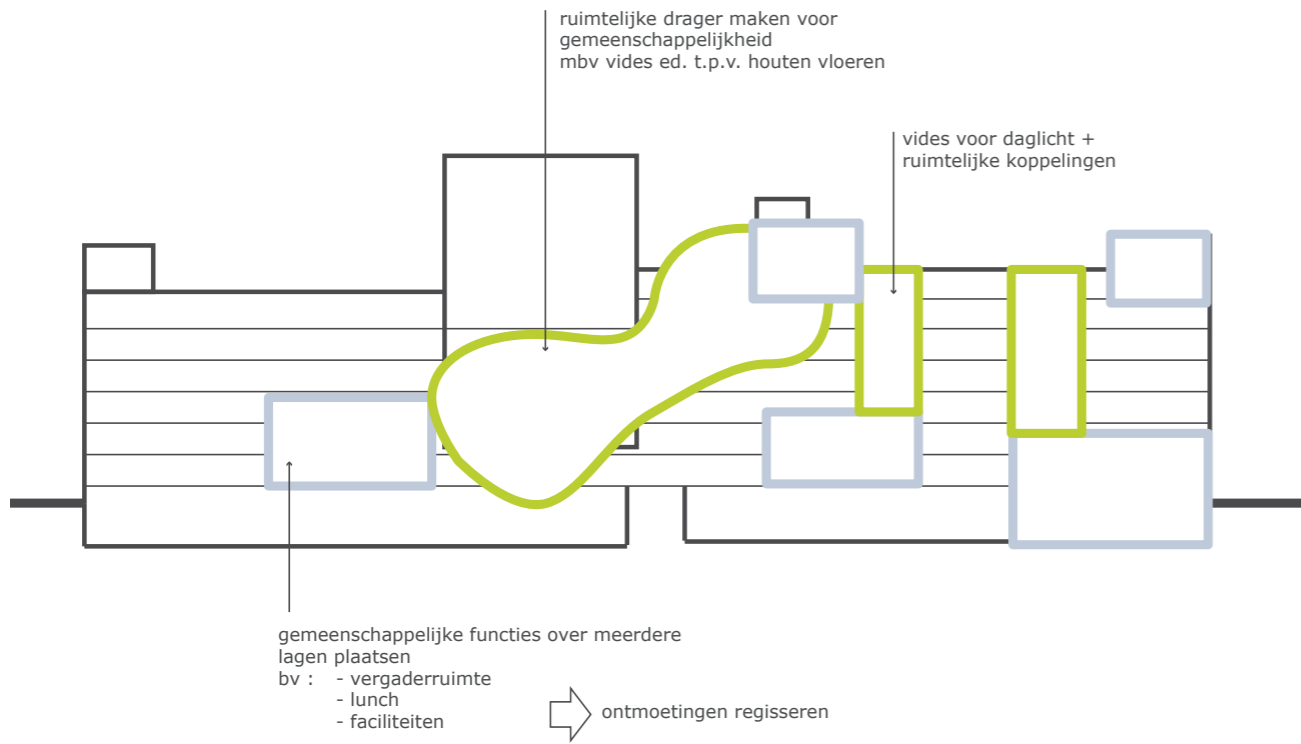 ruimtelijke drager maken voor
gemeenschappelijkheid
mbv vides ed. t.p.v. houten vloeren
vides voor daglicht +
ruimtelijke koppelingen
gemeenschappelijke functies over meerdere
lagen plaatsen
bv : - vergaderruimte
- lunch
- faciliteiten
ontmoetingen regisseren